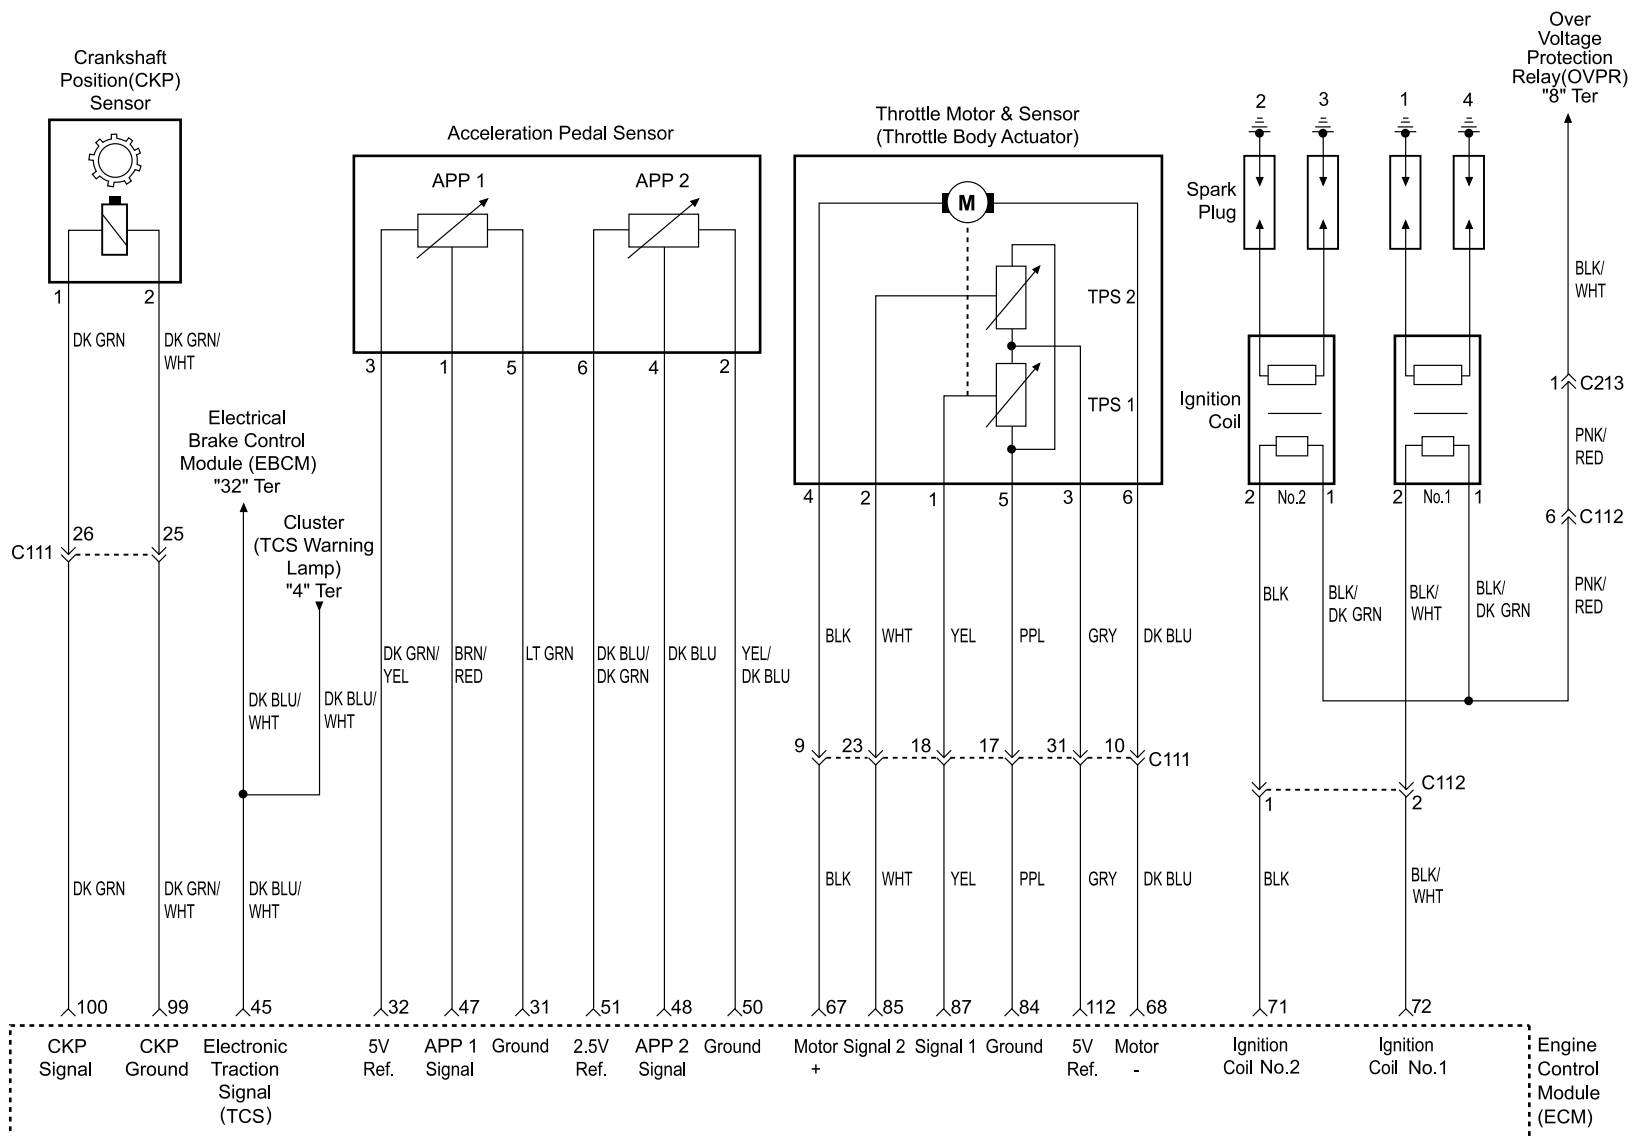 Crankshaft
Position(CKP)
Sensor
1
2
DK GRN
DK GRN/
WHT
Electrical
Brake Control
Module (EBCM)
"32" Ter
Cluster
(TCS Warning
Lamp)
"4" Ter
C111
26
25
DK BLU/
WHT
DK BLU/
WHT
DK GRN
DK GRN/
WHT
DK BLU/
WHT
Acceleration Pedal Sensor
APP 1
APP 2
3
1
5
6
4
2
DK GRN/
YEL
BRN/
RED
LT GRN
DK BLU/
DK GRN
DK BLU
YEL/
DK BLU
Throttle Motor & Sensor
(Throttle Body Actuator)
M
TPS 2
TPS 1
4
2
1
5
3
6
BLK
WHT
YEL
PPL
GRY
DK BLU
9
23
18
17
31
10
C111
BLK
WHT
YEL
PPL
GRY
DK BLU
2
3
1
4
Spark
Plug
Ignition
Coil
2
No.2
1
2
No.1
1
BLK
BLK/
DK GRN
BLK/
WHT
BLK/
DK GRN
C112
1
2
BLK
BLK/
WHT
Over
Voltage
Protection
Relay(OVPR)
"8" Ter
BLK/
WHT
1
C213
PNK/
RED
6
C112
PNK/
RED
100
99
45
32
47
31
51
48
50
67
85
87
84
112
68
71
72
CKP
Signal
CKP
Ground
Electronic
Traction
Signal
(TCS)
5V
Ref.
APP 1
Signal
Ground
2.5V
Ref.
APP 2
Signal
Ground
Motor
+
Signal 2
Signal 1
Ground
5V
Ref.
Motor
-
Ignition
Coil No.2
Ignition
Coil No.1
Engine
Control
Module
(ECM)